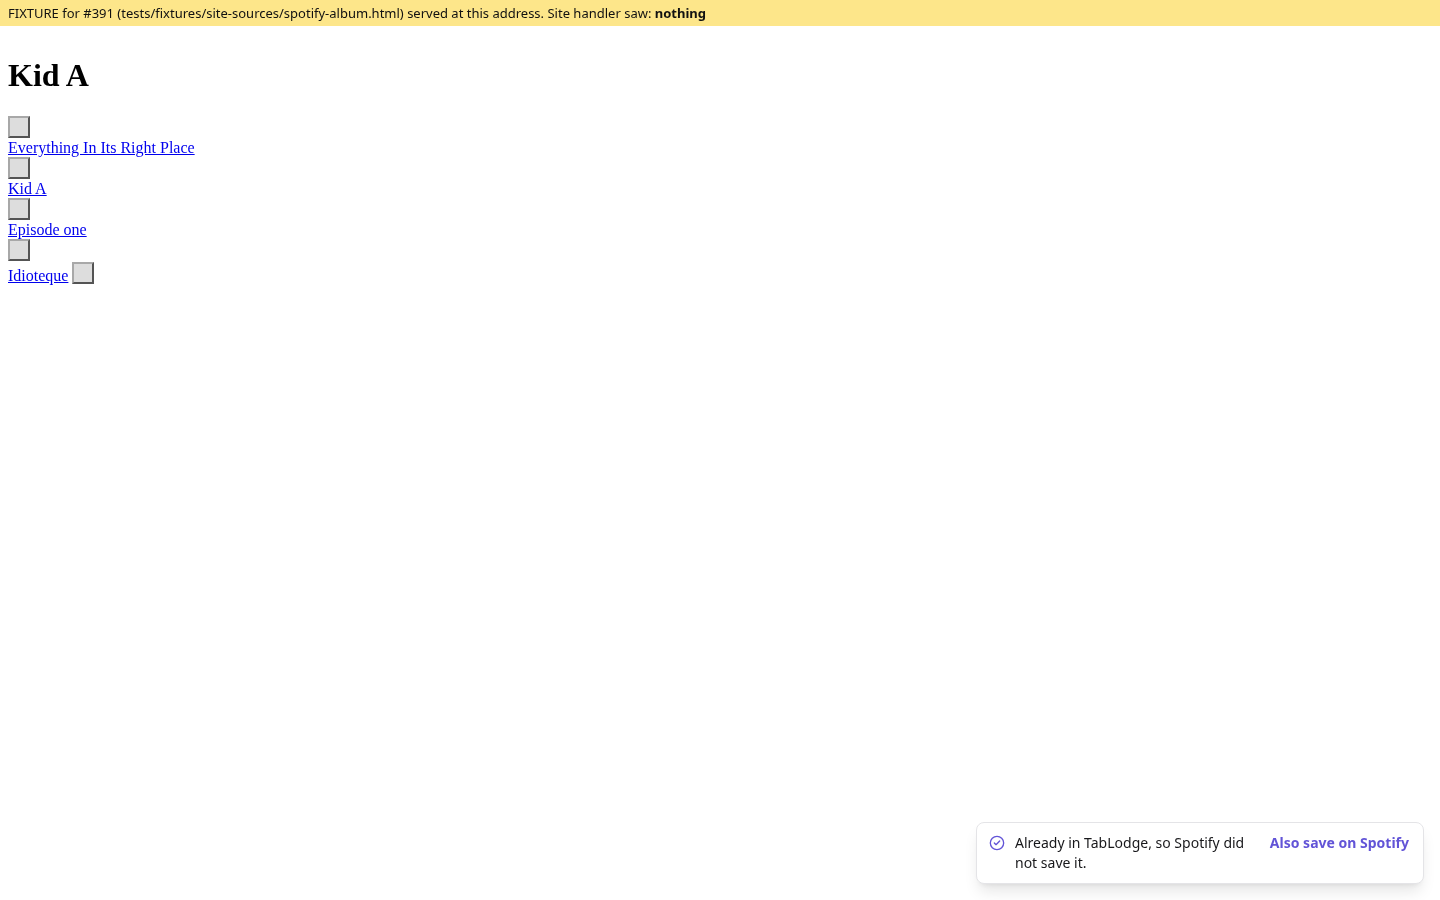 FIXTURE for #391 (tests/fixtures/site-sources/spotify-album.html) served at this address. Site handler saw: nothing
Kid A
Everything In Its Right Place
Kid A
Episode one
Idioteque
Already in TabLodge, so Spotify did
not save it.
Also save on Spotify